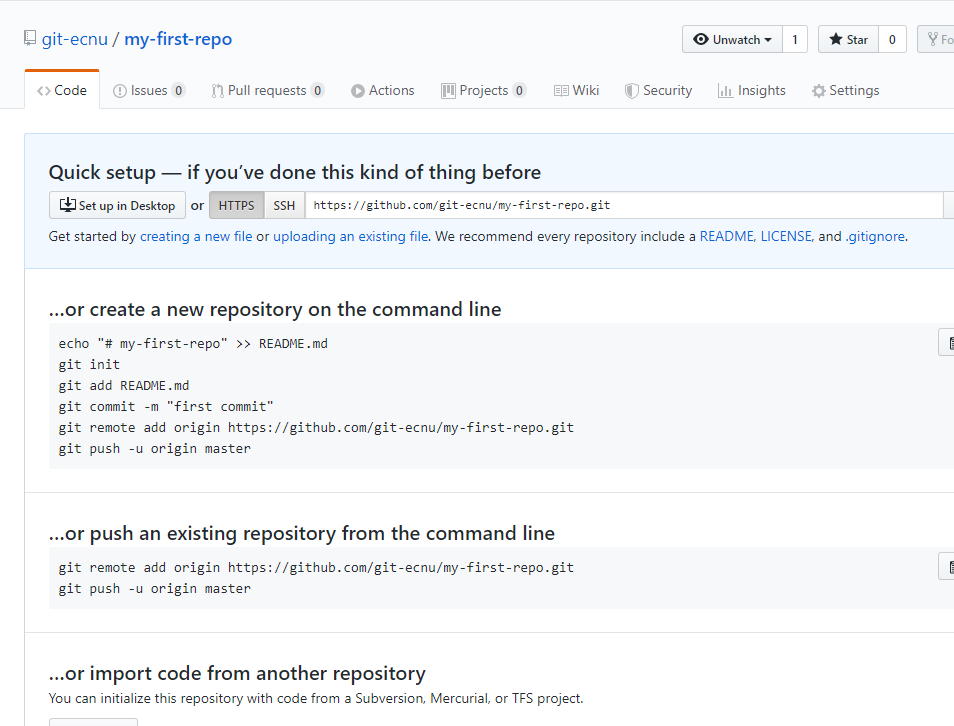 git-ecnu / my-first-repo
Unwatch 1 Star 0 Fo
Code Issues 0 Pull requests 0 Actions Projects 0 Wiki Security Insights Settings
Quick setup — if you’ve done this kind of thing before
Set up in Desktop or HTTPS SSH https://github.com/git-ecnu/my-first-repo.git
Get started by creating a new file or uploading an existing file. We recommend every repository include a README, LICENSE, and .gitignore.
…or create a new repository on the command line
echo "# my-first-repo" >> README.md
git init
git add README.md
git commit -m "first commit"
git remote add origin https://github.com/git-ecnu/my-first-repo.git
git push -u origin master
…or push an existing repository from the command line
git remote add origin https://github.com/git-ecnu/my-first-repo.git
git push -u origin master
…or import code from another repository
You can initialize this repository with code from a Subversion, Mercurial, or TFS project.